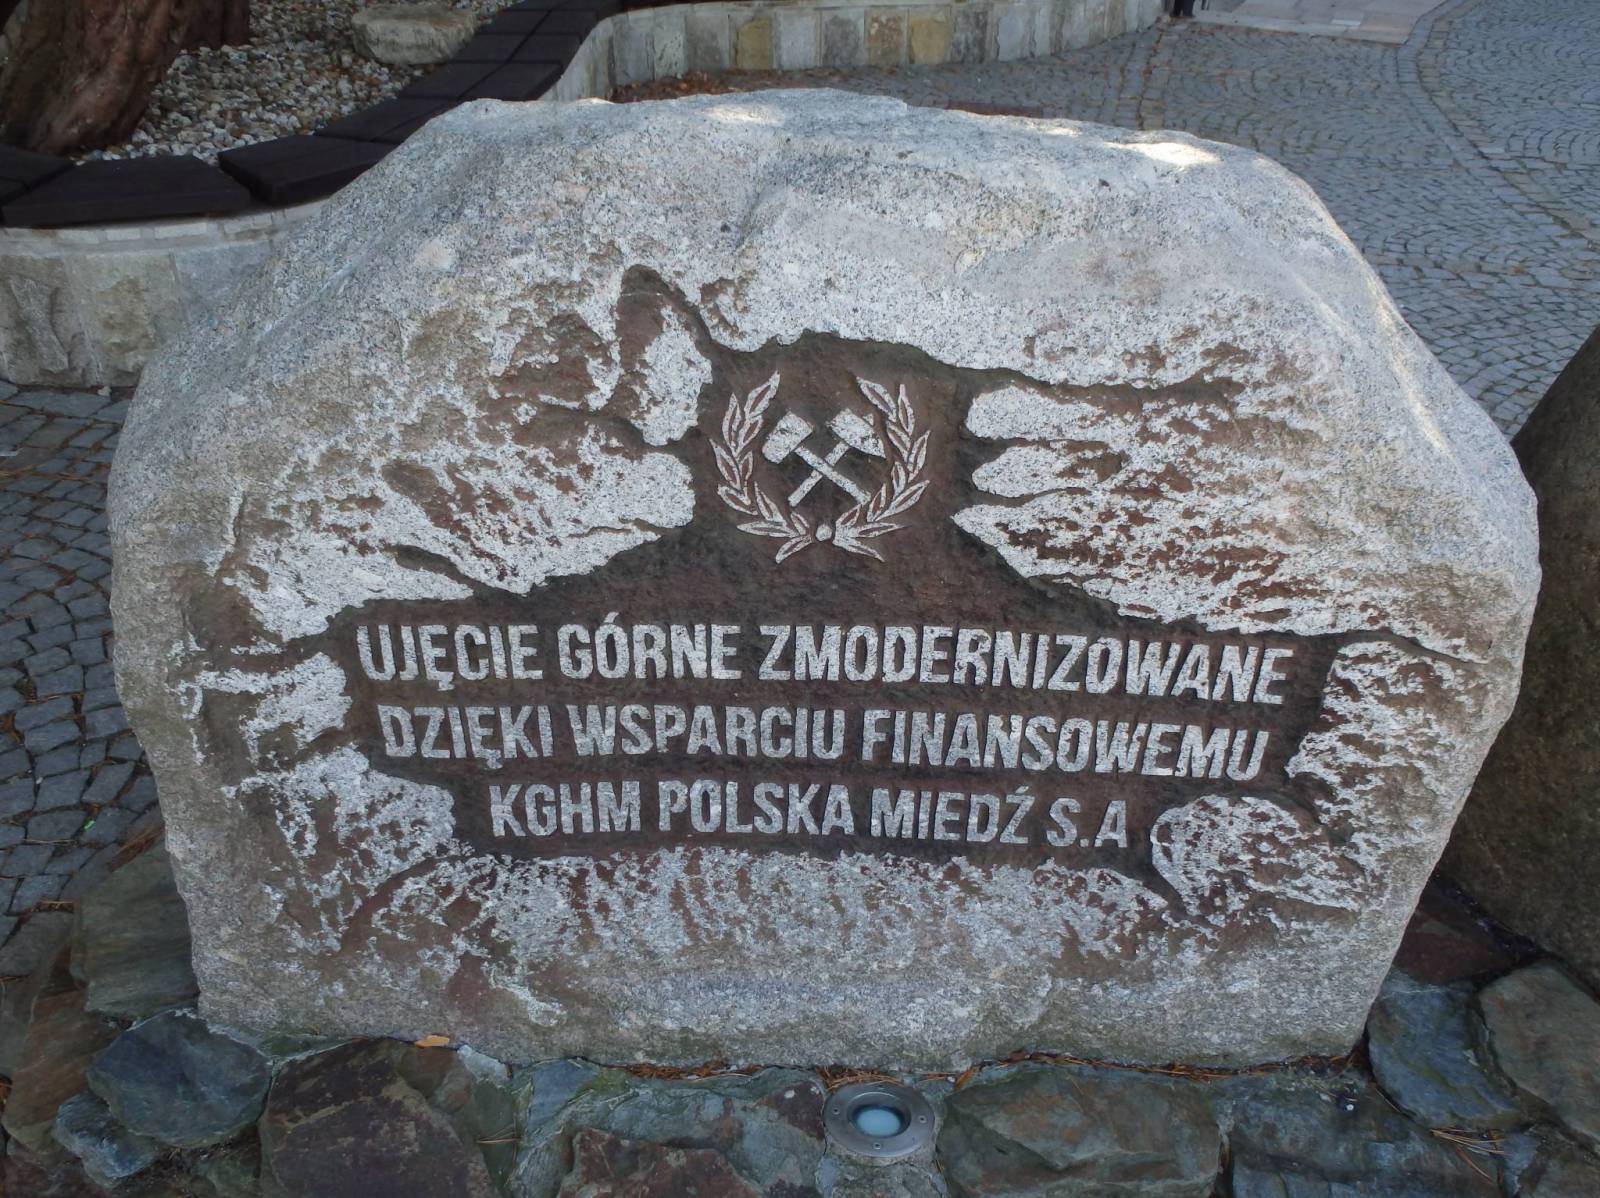 UJĘCIE GÓRNE ZMODERNIZOWANE
DZIĘKI WSPARCIU FINANSOWEMU
KGHM POLSKA MIEDŹ S.A